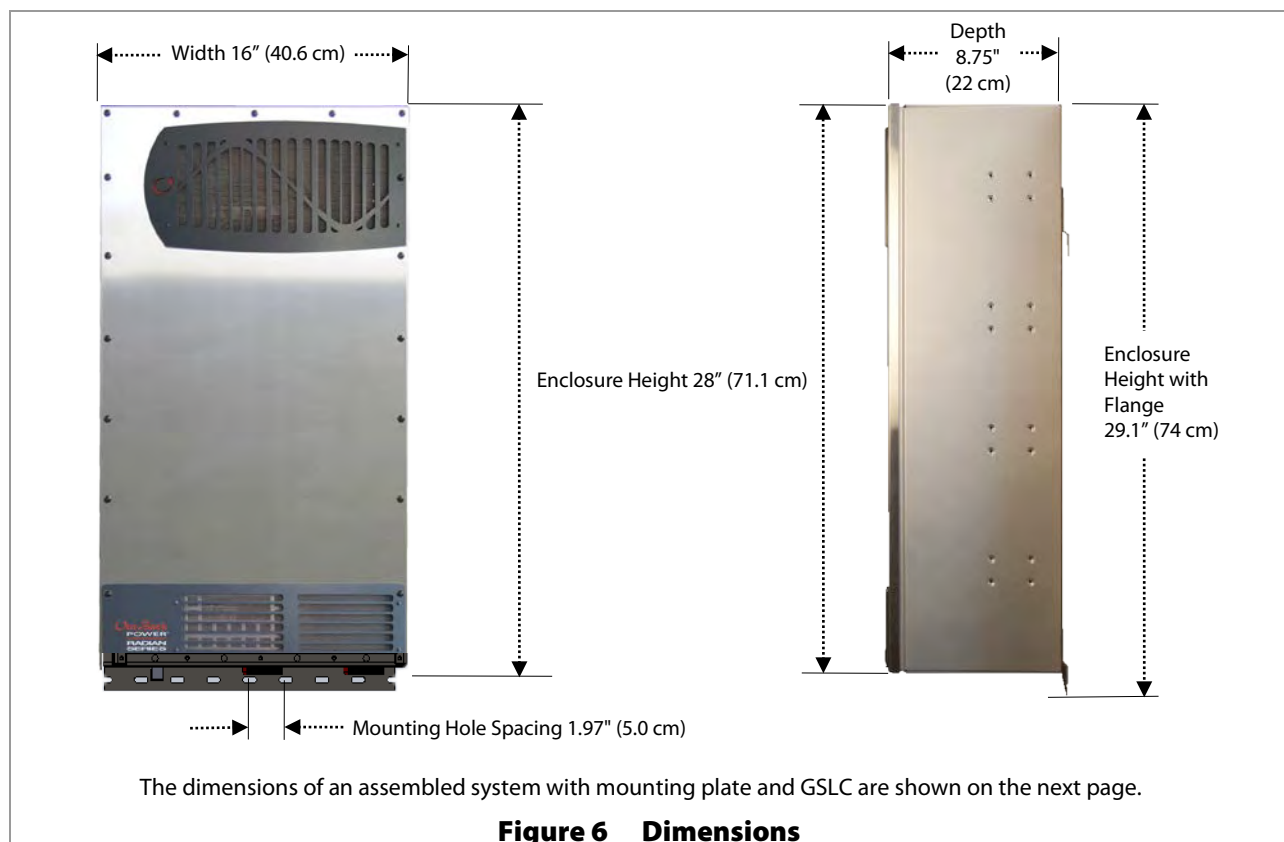 Width 16” (40.6 cm)
Depth
8.75"
(22 cm)
Enclosure Height 28” (71.1 cm)
Enclosure
Height with
Flange
29.1” (74 cm)
OutBack
POWER
RADIAN
SERIES
Mounting Hole Spacing 1.97" (5.0 cm)
The dimensions of an assembled system with mounting plate and GSLC are shown on the next page.
Figure 6 Dimensions